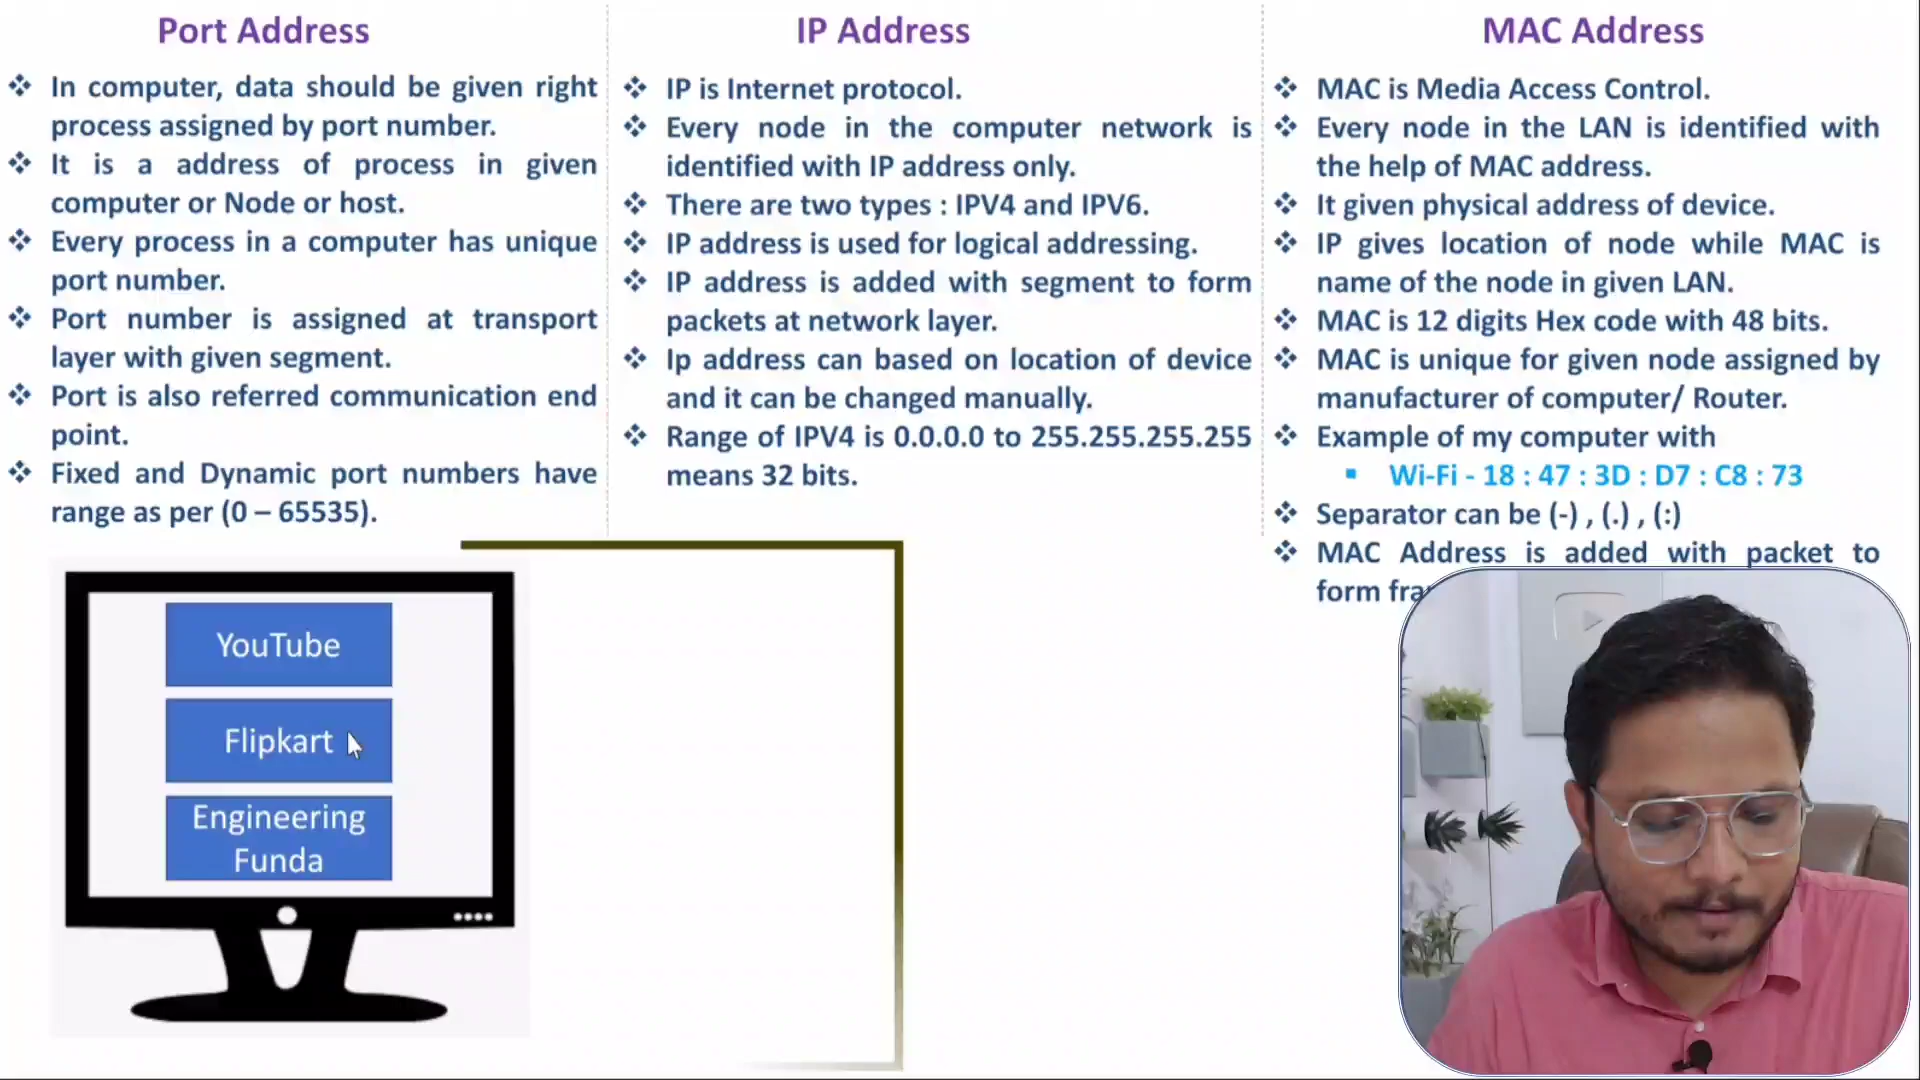 Port Address
In computer, data should be given right
process assigned by port number.
It is a address of process in given
computer or Node or host.
Every process in a computer has unique
port number.
Port number is assigned at transport
layer with given segment.
Port is also referred communication end
point.
Fixed and Dynamic port numbers have
range as per (0 – 65535).
IP Address
IP is Internet protocol.
Every node in the computer network is
identified with IP address only.
There are two types : IPV4 and IPV6.
IP address is used for logical addressing.
IP address is added with segment to form
packets at network layer.
Ip address can based on location of device
and it can be changed manually.
Range of IPV4 is 0.0.0.0 to 255.255.255.255
means 32 bits.
MAC Address
MAC is Media Access Control.
Every node in the LAN is identified with
the help of MAC address.
It given physical address of device.
IP gives location of node while MAC is
name of the node in given LAN.
MAC is 12 digits Hex code with 48 bits.
MAC is unique for given node assigned by
manufacturer of computer/ Router.
Example of my computer with
Wi-Fi - 18 : 47 : 3D : D7 : C8 : 73
Separator can be (-) , (.) , (:)
MAC Address is added with packet to
form
YouTube
Flipkart
Engineering
Funda